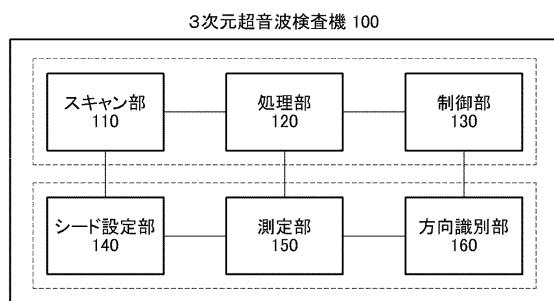 3次元超音波検査機 100
スキャン部
110
処理部
120
制御部
130
シード設定部
140
測定部
150
方向識別部
160